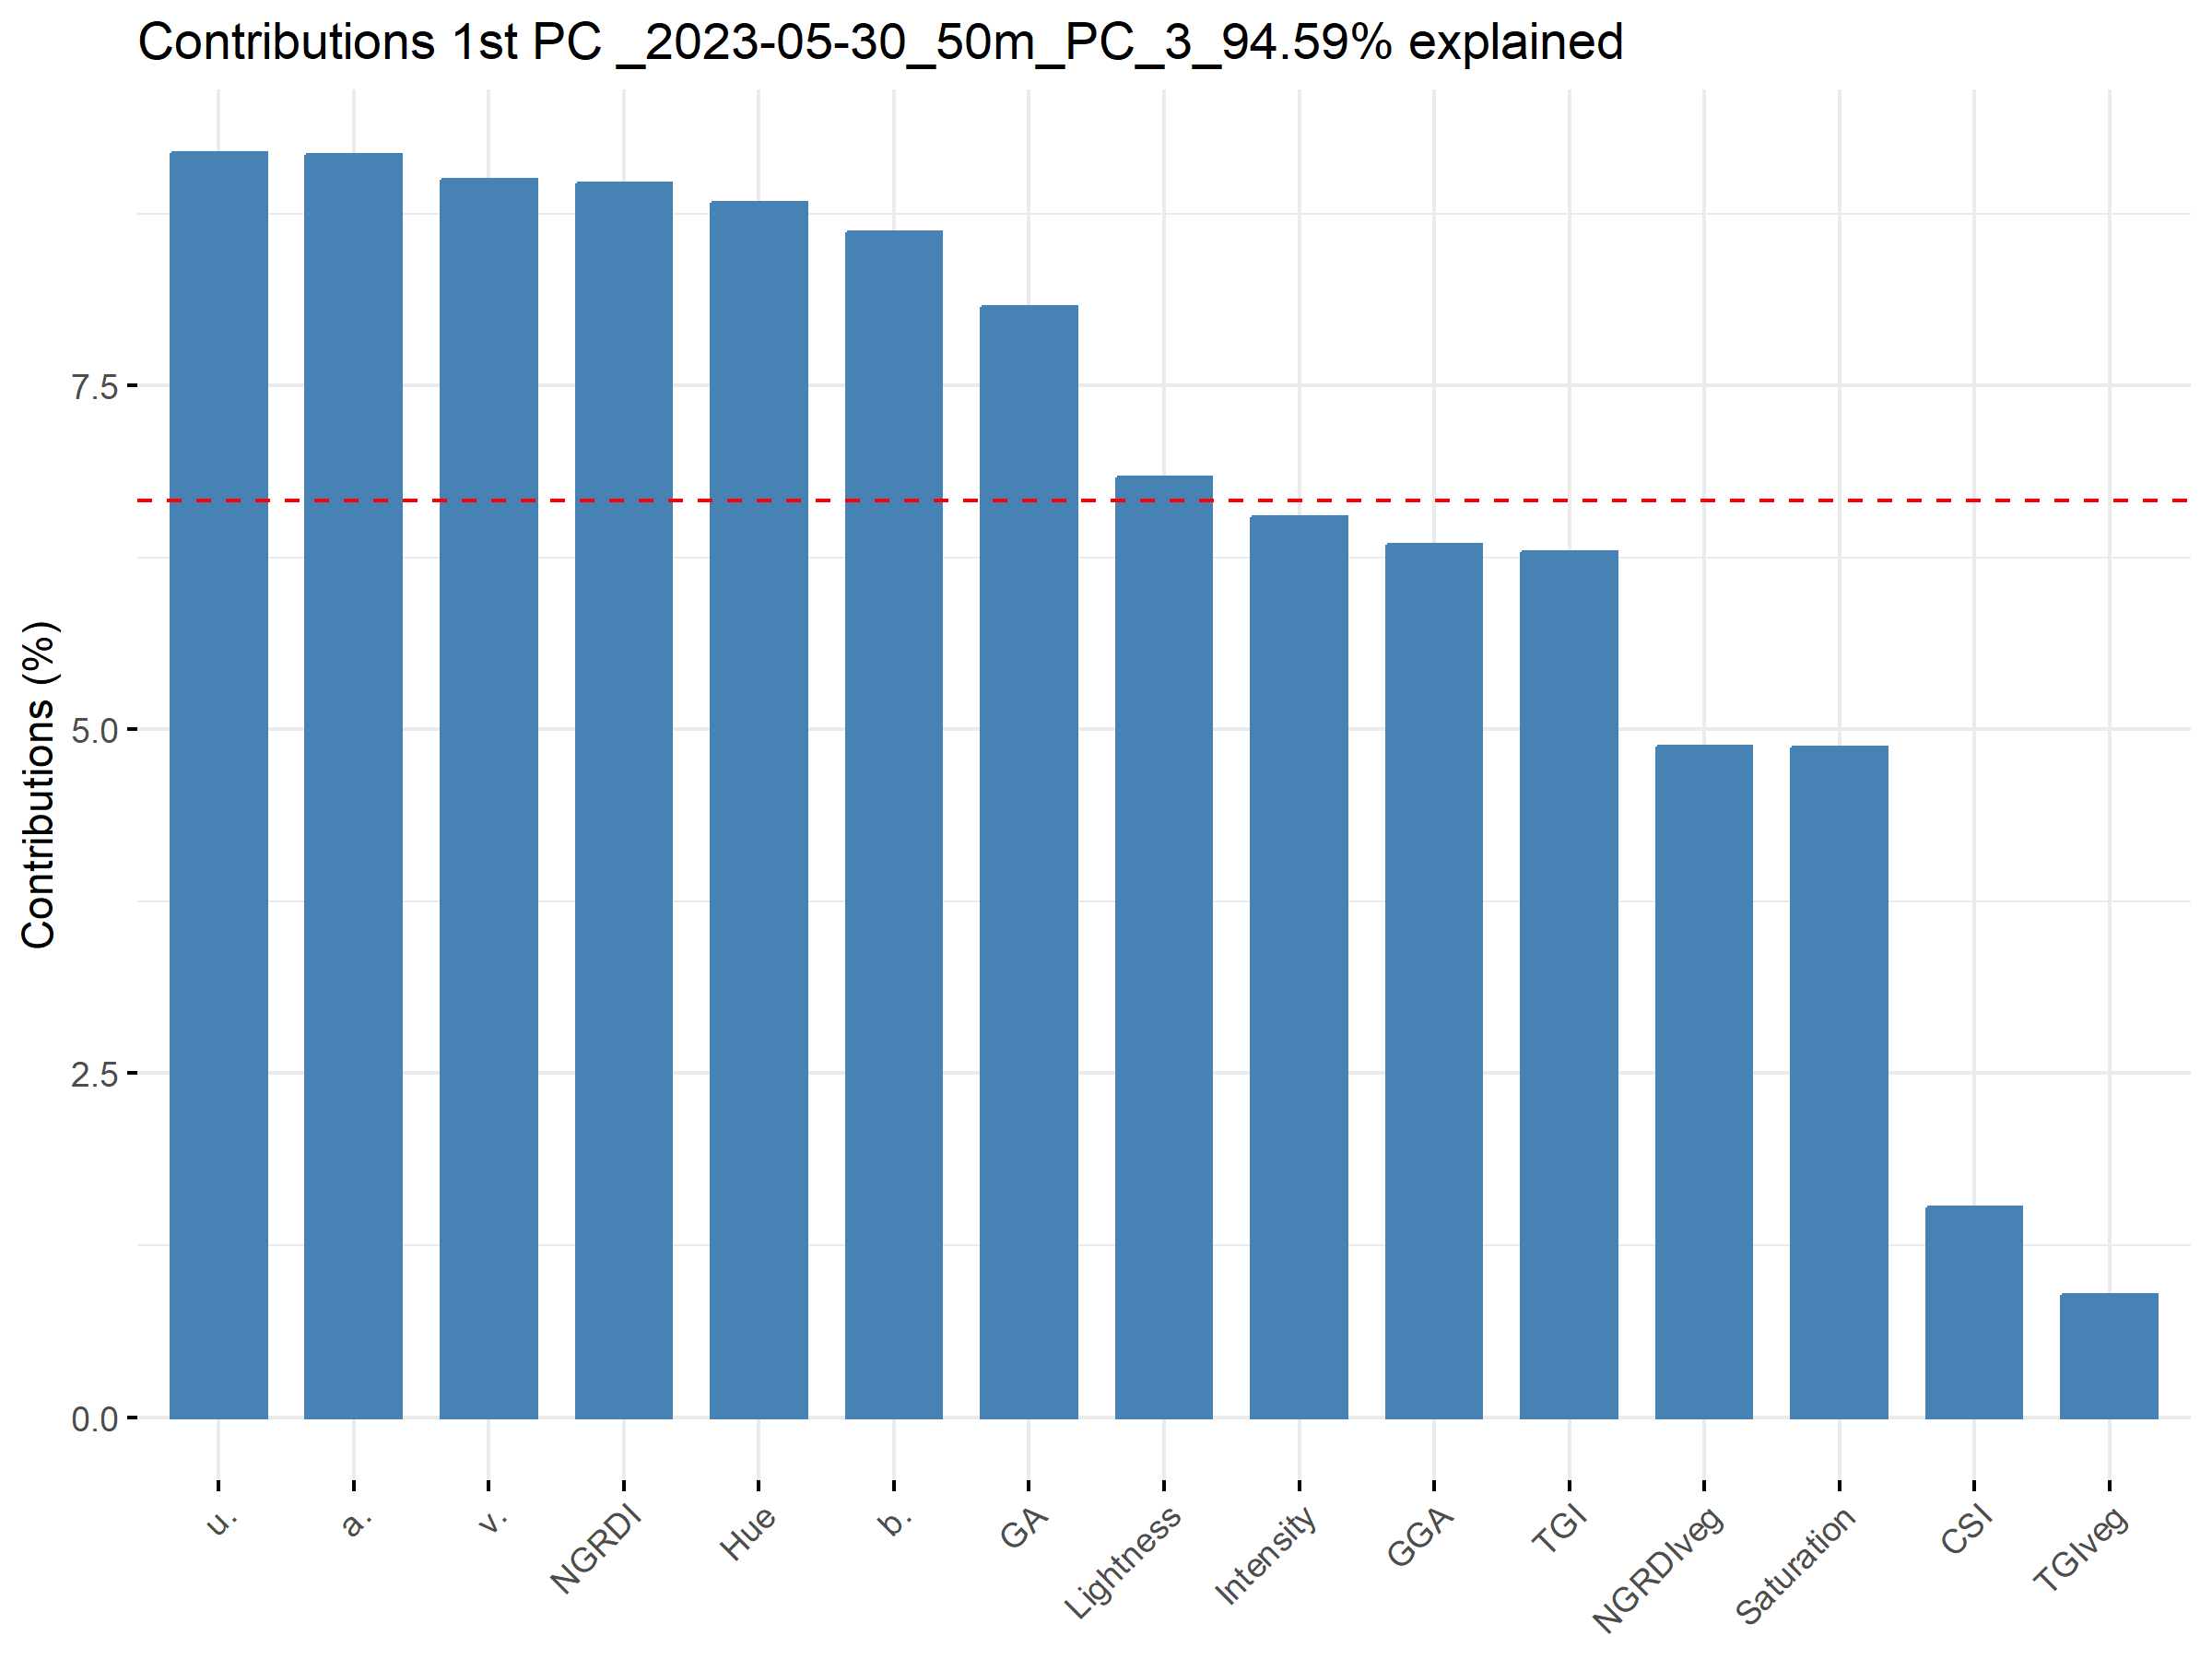 Contributions 1st PC _2023-05-30_50m_PC_3_94.59% explained
Contributions (%)
7.5
5.0
2.5
0.0
u.
a.
v.
NGRDI
Hue
b.
GA
Lightness
Intensity
GGA
TGI
NGRDIveg
Saturation
CSI
TGIveg